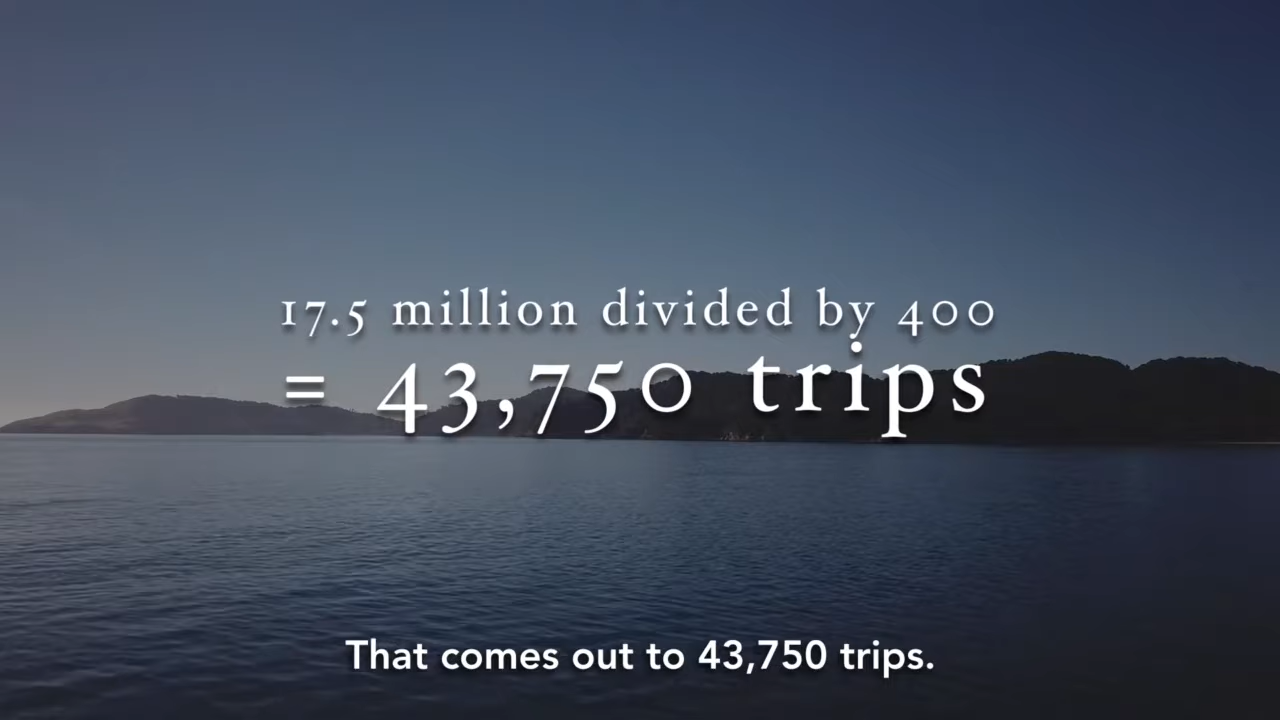 17.5 million divided by 400
= 43,750 trips
That comes out to 43,750 trips.